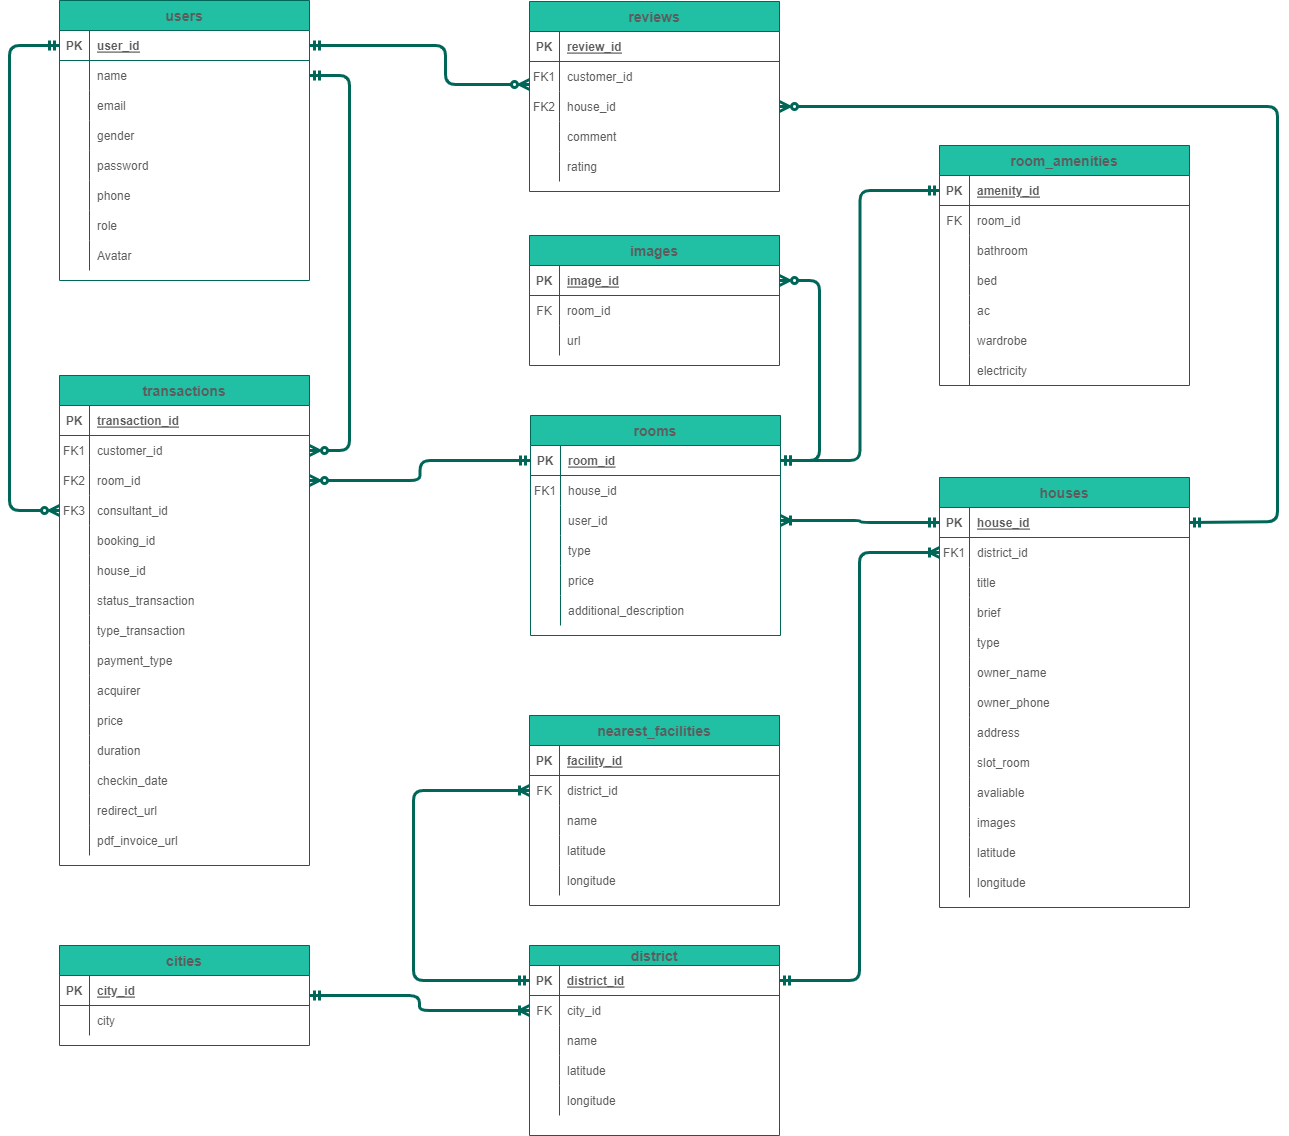 users
PK user_id
name
email
gender
password
phone
role
Avatar
reviews
PK review_id
FK1 customer_id
FK2 house_id
comment
rating
room_amenities
PK amenity_id
FK room_id
bathroom
bed
ac
wardrobe
electricity
images
PK image_id
FK room_id
url
transactions
PK transaction_id
FK1 customer_id
FK2 room_id
FK3 consultant_id
booking_id
house_id
status_transaction
type_transaction
payment_type
acquirer
price
duration
checkin_date
redirect_url
pdf_invoice_url
rooms
PK room_id
FK1 house_id
user_id
type
price
additional_description
houses
PK house_id
FK1 district_id
title
brief
type
owner_name
owner_phone
address
slot_room
avaliable
images
latitude
longitude
nearest_facilities
PK facility_id
FK district_id
name
latitude
longitude
cities
PK city_id
city
district
PK district_id
FK city_id
name
latitude
longitude